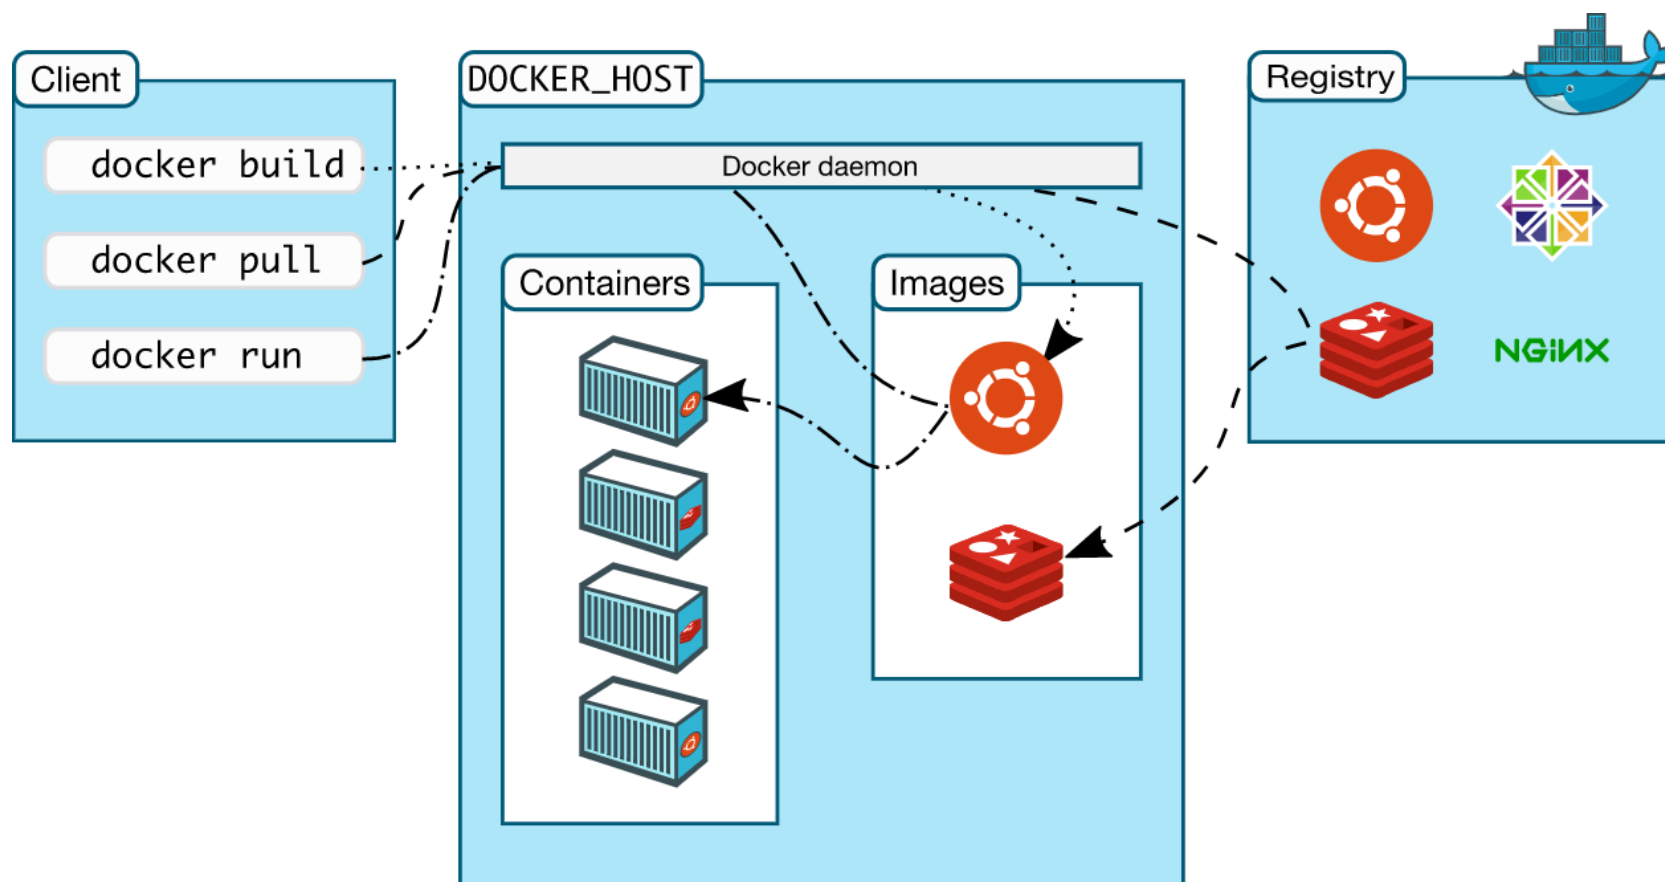 Client
docker build
docker pull
docker run
DOCKER_HOST
Docker daemon
Containers
Images
Registry
NGiNX